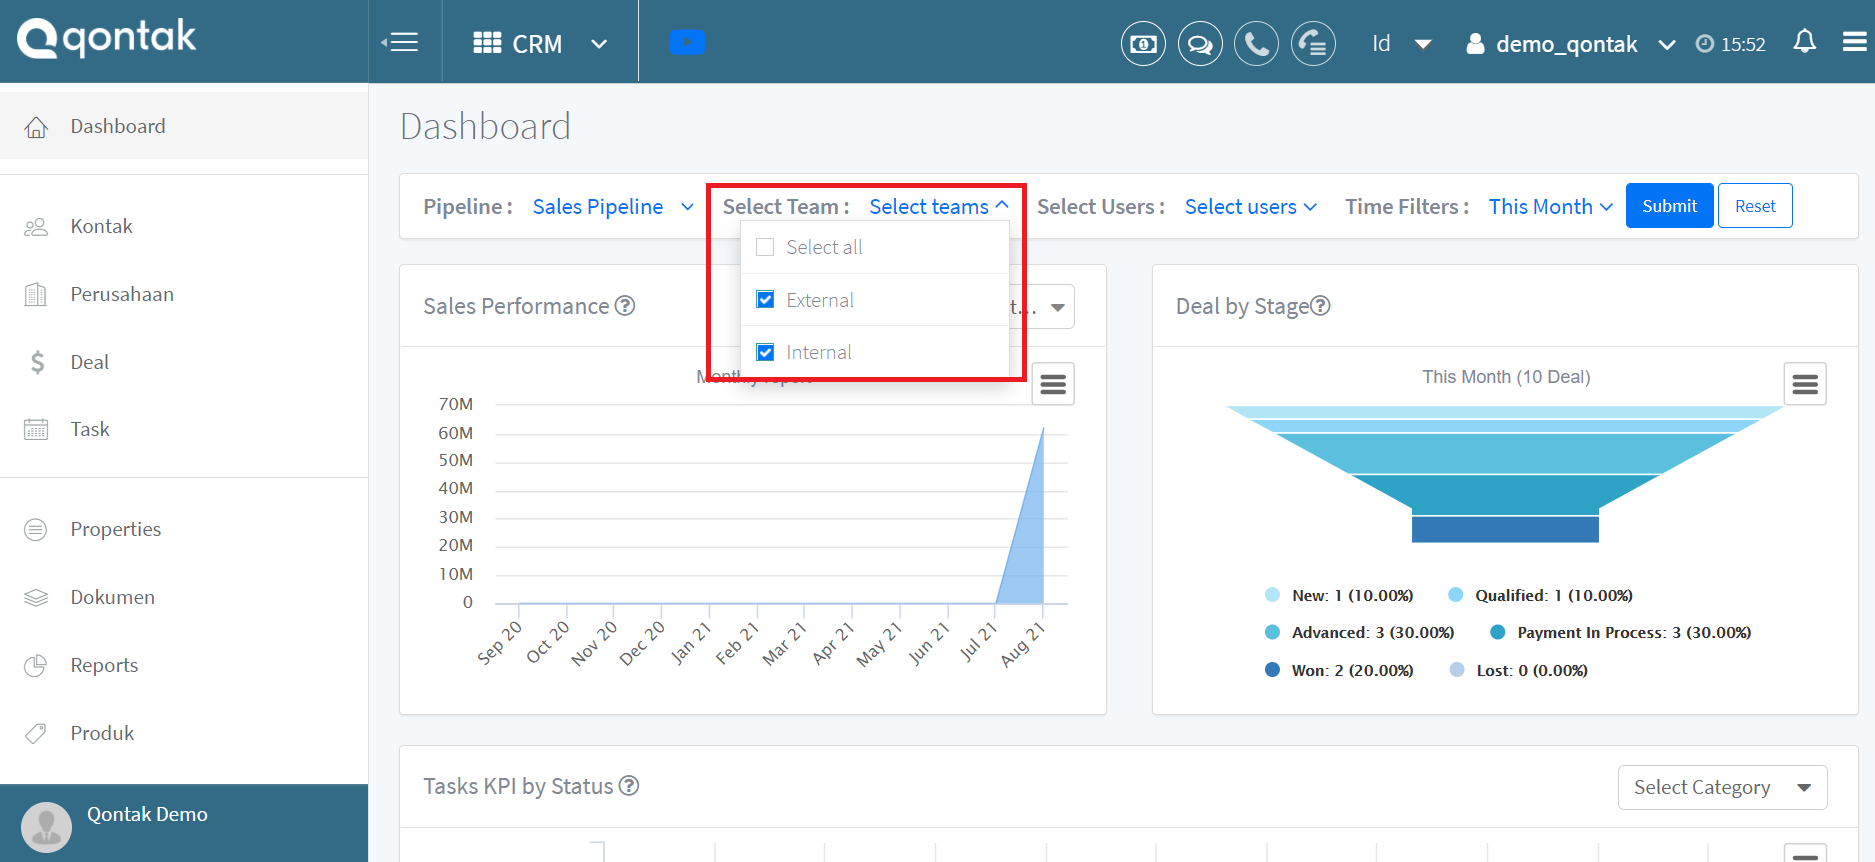 qontak
CRM
Id
demo_qontak
15:52
Dashboard
Kontak
Perusahaan
Deal
Task
Properties
Dokumen
Reports
Produk
Qontak Demo
Dashboard
Pipeline : Sales Pipeline Select Team : Select teams Select Users : Select users Time Filters : This Month Submit Reset
Select all
External
Internal
Sales Performance
t...
Monthly report
70M
60M
50M
40M
30M
20M
10M
0
Sep 20 Oct 20 Nov 20 Dec 20 Jan 21 Feb 21 Mar 21 Apr 21 May 21 Jun 21 Jul 21 Aug 21
Deal by Stage
This Month (10 Deal)
New: 1 (10.00%) Qualified: 1 (10.00%)
Advanced: 3 (30.00%) Payment In Process: 3 (30.00%)
Won: 2 (20.00%) Lost: 0 (0.00%)
Tasks KPI by Status
Select Category